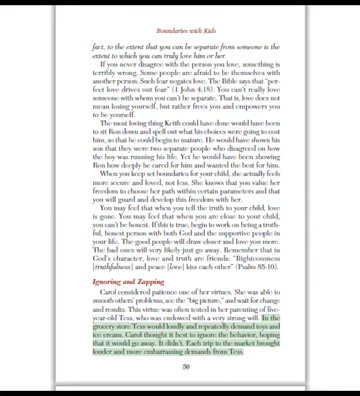 Boundaries with Kids
fact, to the extent that you can be separate from someone is the
extent to which you can truly love him or her.
If you never disagree with the person you love, something is
terribly wrong. Some people are afraid to be themselves with
another person. Such fear negates love. The Bible says that "per-
fect love drives out fear" (1 John 4:18). You can't really love
someone with whom you can't be separate. That is, love does not
mean losing yourself, but rather frees you and empowers you
to be yourself.
The most loving thing Keith could have done would have been
to sit Ron down and spell out what his choices were going to cost
him, so that he could begin to mature. He would have shown his
son that they were two separate people who disagreed on how
the boy was running his life. Yet he would have been showing
Ron how deeply he cared for him and wanted the best for him.
When you keep set boundaries for your child, she actually feels
more secure and loved, not less. She knows that you value her
freedom to choose her path within certain parameters and that
you will guard and develop this freedom with her.
You may feel that when you tell the truth to your child, love
is gone. You may feel that when you are close to your child,
you can't be honest. If this is true, begin to work on being a truth-
ful, honest person with both God and the supportive people in
your life. The good people will draw closer and love you more.
The bad ones will very likely just go away. Remember that in
God's character, love and truth are friends: "Righteousness
[truthfulness] and peace [love] kiss each other" (Psalm 85:10).
Ignoring and Zapping
Carol considered patience one of her virtues. She was able to
smooth others' problems, see the "big picture," and wait for change
and results. This virtue was often tested in her parenting of five-
year-old Tess, who was endowed with a very strong will. In the
grocery store Tess would loudly and repeatedly demand toys and
ice cream. Carol thought it best to ignore the behavior, hoping
that it would go away. It didn't. Each trip to the market brought
louder and more embarrassing demands from Tess.
50